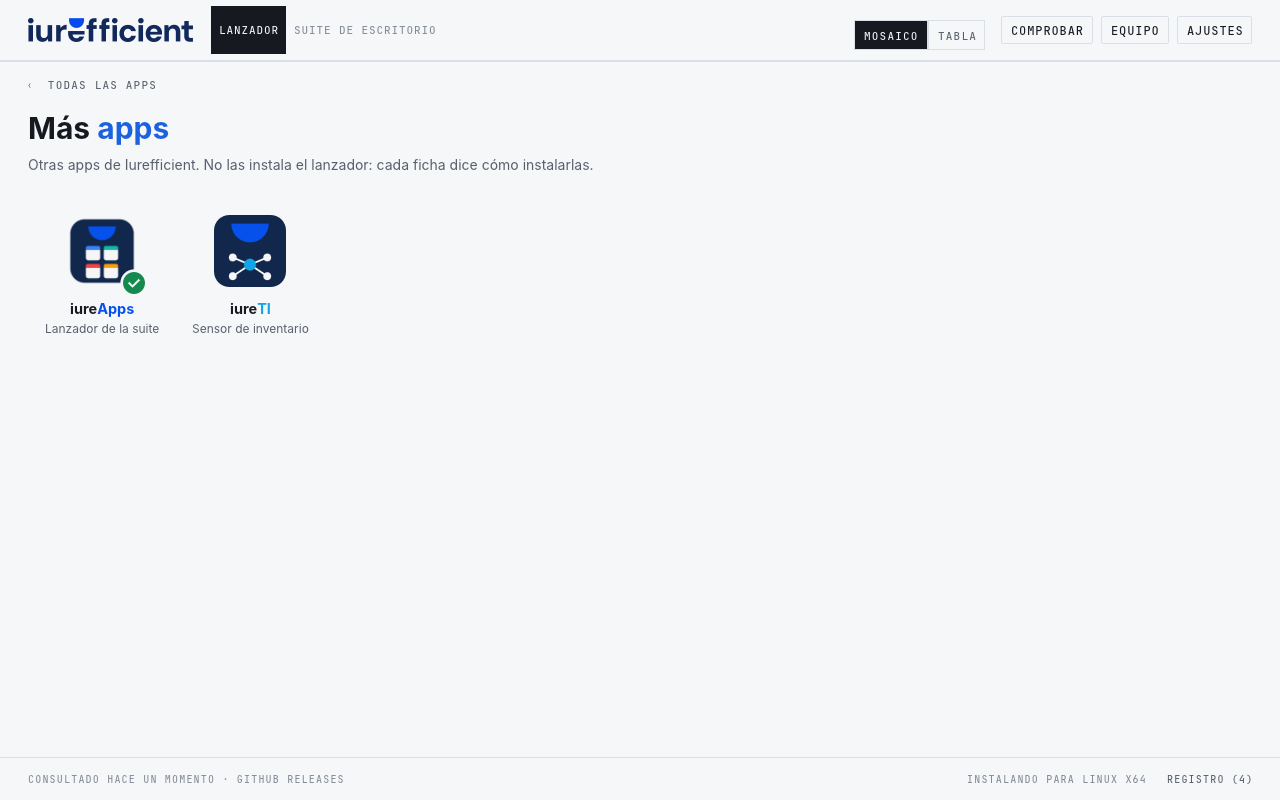 iurefficient LANZADOR SUITE DE ESCRITORIO MOSAICO TABLA COMPROBAR EQUIPO AJUSTES
‹ TODAS LAS APPS
Más apps
Otras apps de Iurefficient. No las instala el lanzador: cada ficha dice cómo instalarlas.
iureApps iureTI
Lanzador de la suite Sensor de inventario
CONSULTADO HACE UN MOMENTO · GITHUB RELEASES INSTALANDO PARA LINUX X64 REGISTRO (4)